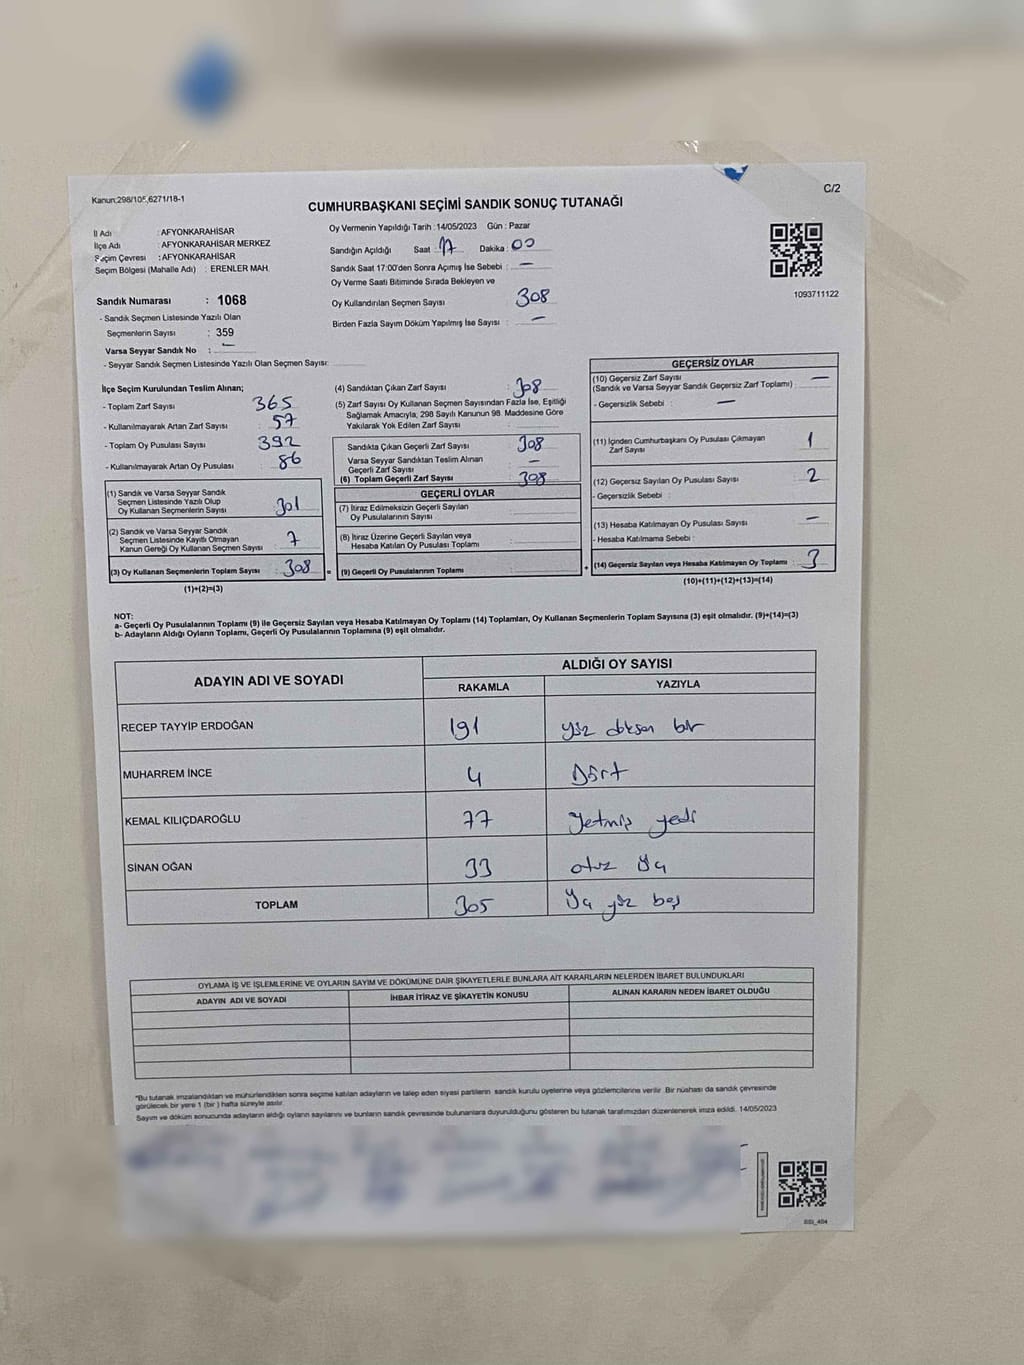 C/2
Kanun:298/105,6271/18-1
CUMHURBAŞKANI SEÇİMİ SANDIK SONUÇ TUTANAĞI
İl Adı : AFYONKARAHİSAR
İlçe Adı : AFYONKARAHİSAR MERKEZ
Seçim Çevresi : AFYONKARAHİSAR
Seçim Bölgesi (Mahalle Adı) : ERENLER MAH.
Sandık Numarası : 1068
- Sandık Seçmen Listesinde Yazılı Olan
Seçmenlerin Sayısı : 359
Varsa Seyyar Sandık No : –
- Seyyar Sandık Seçmen Listesinde Yazılı Olan Seçmen Sayısı:
Oy Vermenin Yapıldığı Tarih : 14/05/2023 Gün : Pazar
Sandığın Açıldığı Saat 17 Dakika : 00
Sandık Saat 17:00'den Sonra Açımış İse Sebebi : –
Oy Verme Saati Bitiminde Sırada Bekleyen ve
Oy Kullandırılan Seçmen Sayısı 308
Birden Fazla Sayım Döküm Yapılmış İse Sayısı : –
1093711122
İlçe Seçim Kurulundan Teslim Alınan;
- Toplam Zarf Sayısı 365
- Kullanılmayarak Artan Zarf Sayısı : 57
- Toplam Oy Pusulası Sayısı 392
- Kullanılmayarak Artan Oy Pusulası : 86
(1) Sandık ve Varsa Seyyar Sandık
Seçmen Listesinde Yazılı Olup
Oy Kullanan Seçmenlerin Sayısı : 301
(2) Sandık ve Varsa Seyyar Sandık
Seçmen Listesinde Kayıtlı Olmayan
Kanun Gereği Oy Kullanan Seçmen Sayısı 7
(3) Oy Kullanan Seçmenlerin Toplam Sayısı : 308
(1)+(2)=(3)
(4) Sandıktan Çıkan Zarf Sayısı : 308
(5) Zarf Sayısı Oy Kullanan Seçmen Sayısından Fazla İse, Eşitliği
Sağlamak Amacıyla, 298 Sayılı Kanunun 98. Maddesine Göre
Yakılarak Yok Edilen Zarf Sayısı :
Sandıkta Çıkan Geçerli Zarf Sayısı 308
Varsa Seyyar Sandıktan Teslim Alınan
Geçerli Zarf Sayısı –
(6) Toplam Geçerli Zarf Sayısı : 308
GEÇERLİ OYLAR
(7) İtiraz Edilmeksizin Geçerli Sayılan
Oy Pusulalarının Sayısı :
(8) İtiraz Üzerine Geçerli Sayılan veya
Hesaba Katılan Oy Pusulası Toplamı :
(9) Geçerli Oy Pusulalarının Toplamı :
GEÇERSİZ OYLAR
(10) Geçersiz Zarf Sayısı
(Sandık ve Varsa Seyyar Sandık Geçersiz Zarf Toplamı) : –
- Geçersizlik Sebebi : –
(11) İçinden Cumhurbaşkanı Oy Pusulası Çıkmayan
Zarf Sayısı 1
(12) Geçersiz Sayılan Oy Pusulası Sayısı : 2
- Geçersizlik Sebebi :
(13) Hesaba Katılmayan Oy Pusulası Sayısı : –
- Hesaba Katılmama Sebebi :
(14) Geçersiz Sayılan veya Hesaba Katılmayan Oy Toplamı : 3
(10)+(11)+(12)+(13)=(14)
NOT:
a- Geçerli Oy Pusulalarının Toplamı (9) ile Geçersiz Sayılan veya Hesaba Katılmayan Oy Toplamı (14) Toplamları, Oy Kullanan Seçmenlerin Toplam Sayısına (3) eşit olmalıdır. (9)+(14)=(3)
b- Adayların Aldığı Oyların Toplamı, Geçerli Oy Pusulalarının Toplamına (9) eşit olmalıdır.
ADAYIN ADI VE SOYADI ALDIĞI OY SAYISI
RAKAMLA YAZIYLA
RECEP TAYYİP ERDOĞAN 191 yüz doksan bir
MUHARREM İNCE 4 Dört
KEMAL KILIÇDAROĞLU 77 Yetmiş yedi
SİNAN OĞAN 33 otuz üç
TOPLAM 305 Üç yüz beş
OYLAMA İŞ VE İŞLEMLERİNE VE OYLARIN SAYIM VE DÖKÜMÜNE DAİR ŞİKAYETLERLE BUNLARA AİT KARARLARIN NELERDEN İBARET BULUNDUKLARI
ADAYIN ADI VE SOYADI İHBAR İTİRAZ VE ŞİKAYETİN KONUSU ALINAN KARARIN NEDEN İBARET OLDUĞU
"Bu tutanak imzalandıktan ve mühürlendikten sonra seçime katılan adayların ve talep eden siyasi partilerin sandık kurulu üyelerine veya gözlemcilerine verilir. Bir nüshası da sandık çevresinde
görülecek bir yere 1 (bir) hafta süreyle asılır.
Sayım ve döküm sonucunda adayların aldığı oyların sayılarını ve bunların sandık çevresinde bulunanlara duyurulduğunu gösteren bu tutanak tarafımızdan düzenlenerek imza edildi. 14/05/2023